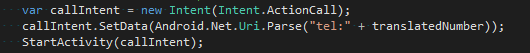 var callIntent = new Intent(Intent.ActionCall);
callIntent.SetData(Android.Net.Uri.Parse("tel:" + translatedNumber));
StartActivity(callIntent);